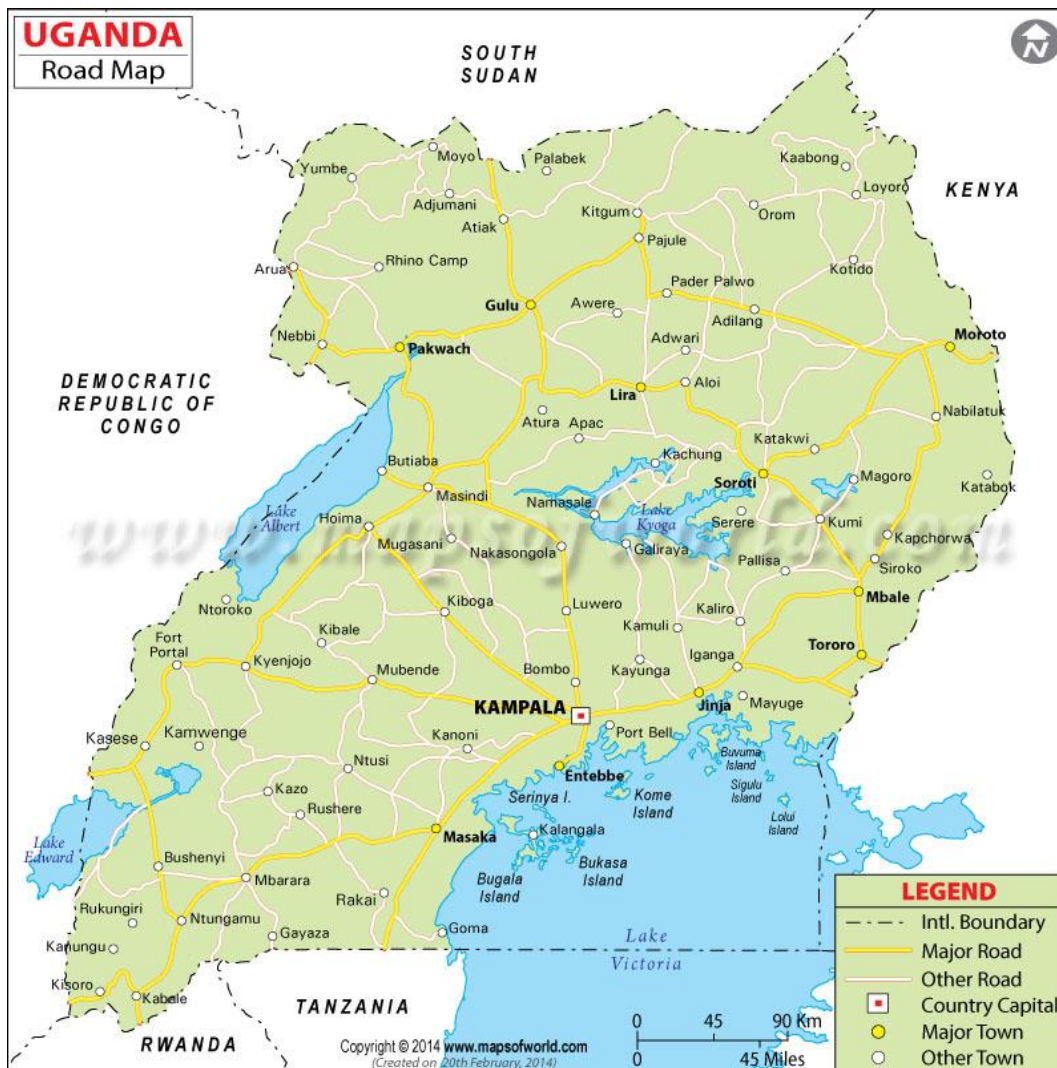 UGANDA
Road Map
N
SOUTH
SUDAN
KENYA
DEMOCRATIC
REPUBLIC OF
CONGO
Moyo
Yumbe
Palabek
Kaabong
Loyoro
Adjumani
Atiak
Kitgum
Orom
Pajule
Arua
Rhino Camp
Kotido
Pader Palwo
Gulu
Awere
Adilang
Nebbi
Pakwach
Adwari
Moroto
Lira
Aloi
Atura
Apac
Nabilatuk
Katakwi
Kachung
Butiaba
Soroti
Magoro
Katabok
Masindi
Namasale
Lake
Albert
Lake
Kyoga
Serere
Hoima
Kumi
www.mapsofworld.com
Mugasani
Nakasongola
Galiraya
Kapchorwa
Pallisa
Siroko
Mbale
Ntoroko
Kiboga
Luwero
Kaliro
Kamuli
Kibale
Fort
Portal
Kyenjojo
Mubende
Bombo
Kayunga
Iganga
Tororo
KAMPALA
Jinja
Mayuge
Port Bell
Kasese
Kamwenge
Kanoni
Ntusi
Entebbe
Buvuma
Island
Sigulu
Island
Lolui
Island
Kazo
Rushere
Serinya I.
Kome
Island
Masaka
Kalangala
Lake
Edward
Bushenyi
Mbarara
Bugala
Island
Bukasa
Island
Rakai
Rukungiri
Ntungamu
Kanungu
Gayaza
Goma
Lake
Victoria
Kisoro
Kabale
TANZANIA
RWANDA
LEGEND
Intl. Boundary
Major Road
Other Road
Country Capital
Major Town
Other Town
0 45 90 Km
0 45 Miles
Copyright © 2014 www.mapsofworld.com
(Created on 20th February, 2014)